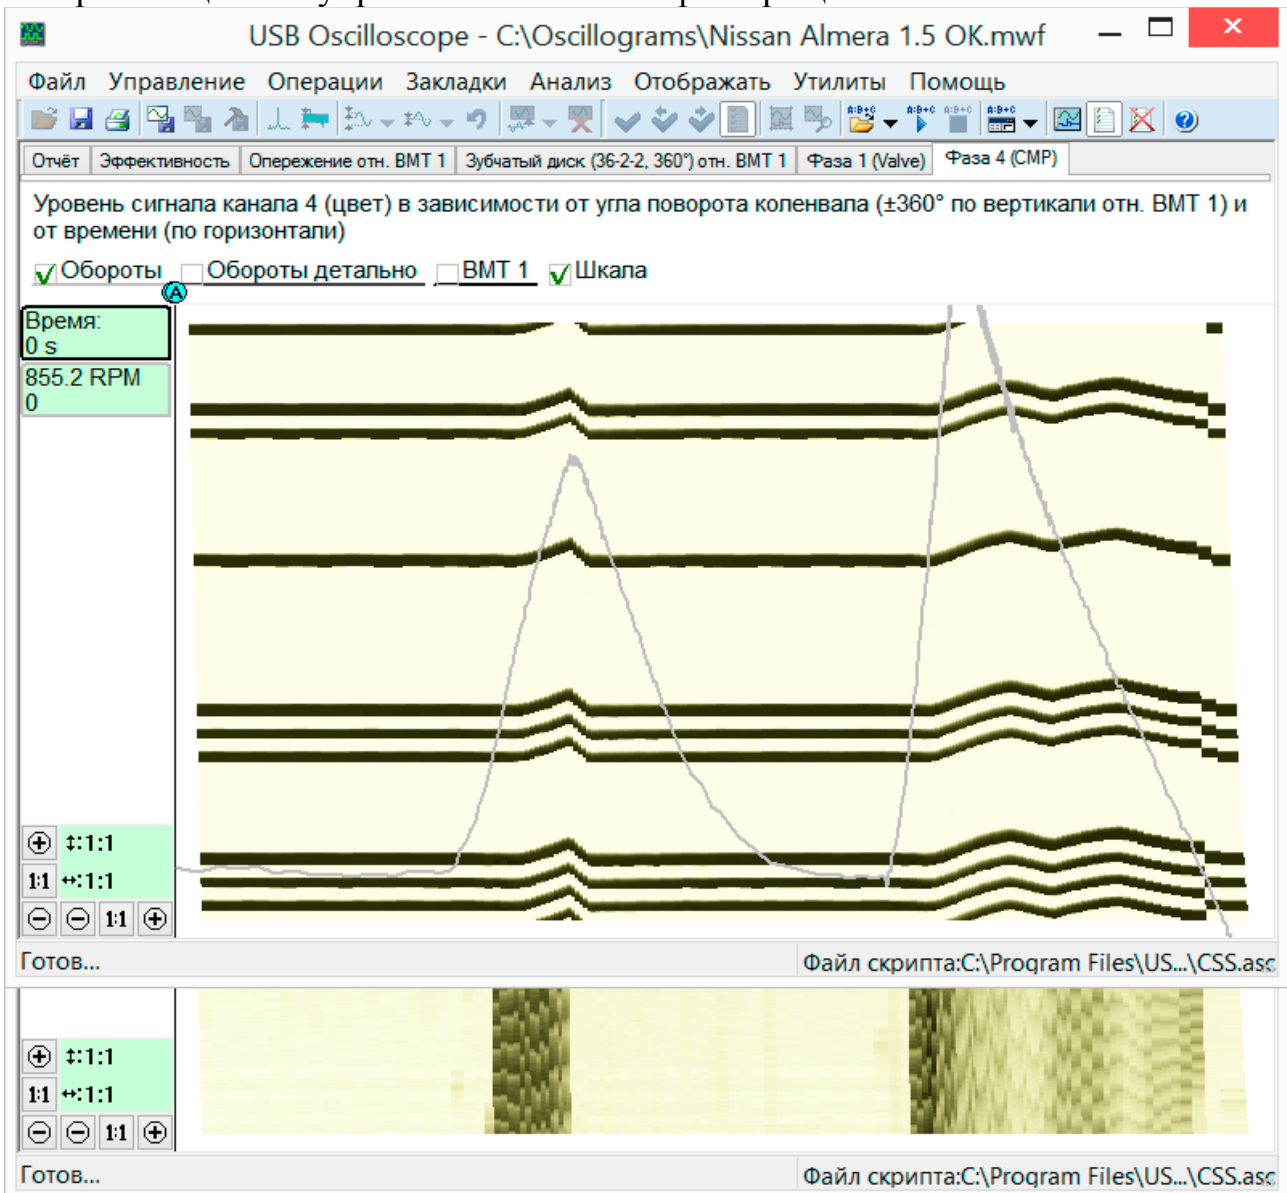 USB Oscilloscope - C:\Oscillograms\Nissan Almera 1.5 OK.mwf
Файл Управление Операции Закладки Анализ Отображать Утилиты Помощь
A:B+C A:B+C A:B+C A:B+C
Отчёт Эффективность Опережение отн. ВМТ 1 Зубчатый диск (36-2-2, 360°) отн. ВМТ 1 Фаза 1 (Valve) Фаза 4 (CMP)
Уровень сигнала канала 4 (цвет) в зависимости от угла поворота коленвала (±360° по вертикали отн. ВМТ 1) и
от времени (по горизонтали)
Обороты Обороты детально ВМТ 1 Шкала
A
Время:
0 s
855.2 RPM
0
1:1
1:1 1:1
1:1
Готов... Файл скрипта:C:\Program Files\US...\CSS.asc
1:1
1:1 1:1
1:1
Готов... Файл скрипта:C:\Program Files\US...\CSS.asc